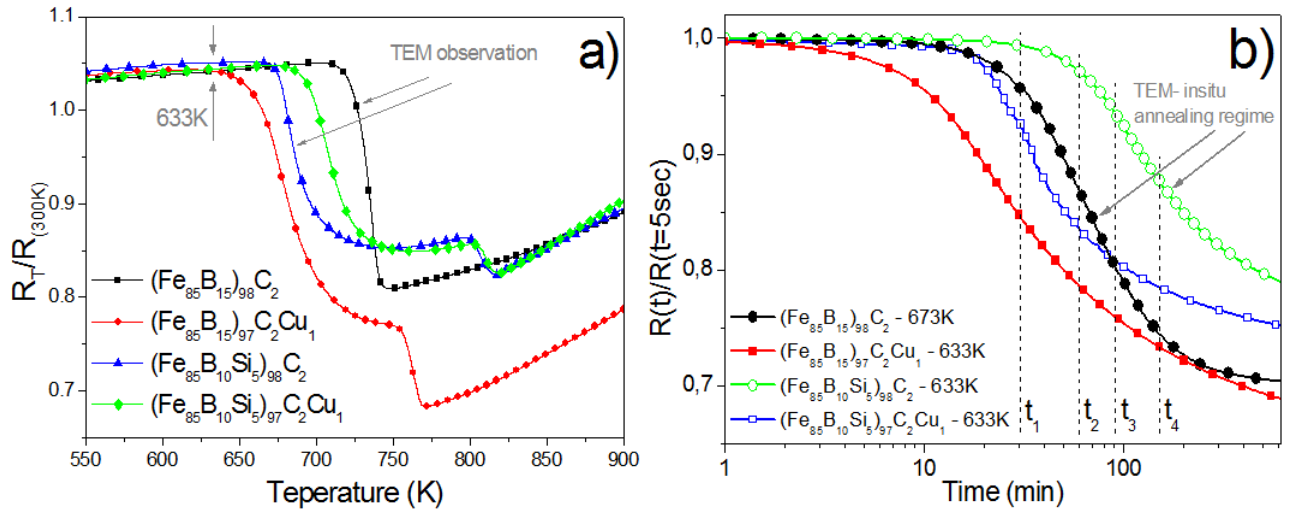 a)
TEM observation
633K
R_T/R_(300K)
1.1
1.0
0.9
0.8
0.7
(Fe₈₅B₁₅)₉₈C₂
(Fe₈₅B₁₅)₉₇C₂Cu₁
(Fe₈₅B₁₀Si₅)₉₈C₂
(Fe₈₅B₁₀Si₅)₉₇C₂Cu₁
550 600 650 700 750 800 850 900
Teperature (K)
b)
TEM- insitu
annealing regime
R(t)/R(t=5sec)
1,0
0,9
0,8
0,7
(Fe₈₅B₁₅)₉₈C₂ - 673K
(Fe₈₅B₁₅)₉₇C₂Cu₁ - 633K
(Fe₈₅B₁₀Si₅)₉₈C₂ - 633K
(Fe₈₅B₁₀Si₅)₉₇C₂Cu₁ - 633K
t₁ t₂ t₃ t₄
1 10 100
Time (min)